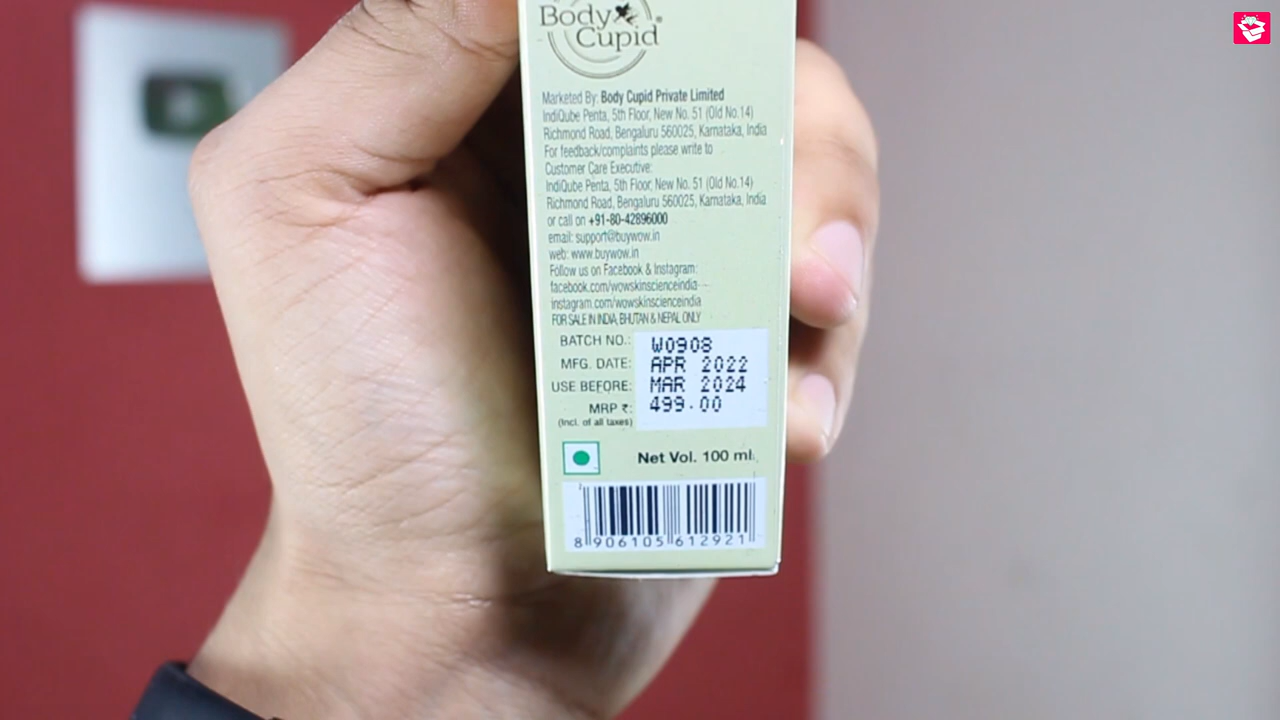 Body Cupid®
Marketed By: Body Cupid Private Limited
IndiQube Penta, 5th Floor, New No. 51 (Old No.14)
Richmond Road, Bengaluru 560025, Karnataka, India
For feedback/complaints please write to
Customer Care Executive:
IndiQube Penta, 5th Floor, New No. 51 (Old No.14)
Richmond Road, Bengaluru 560025, Karnataka, India
or call on +91-80-42896000
email: support@buywow.in
web: www.buywow.in
Follow us on Facebook & Instagram:
facebook.com/wowskinscienceindia
instagram.com/wowskinscienceindia
FOR SALE IN INDIA, BHUTAN & NEPAL ONLY
BATCH NO.: W0908
MFG. DATE: APR 2022
USE BEFORE: MAR 2024
MRP ₹: 499.00
(Incl. of all taxes)
Net Vol. 100 ml
8 906105 612921